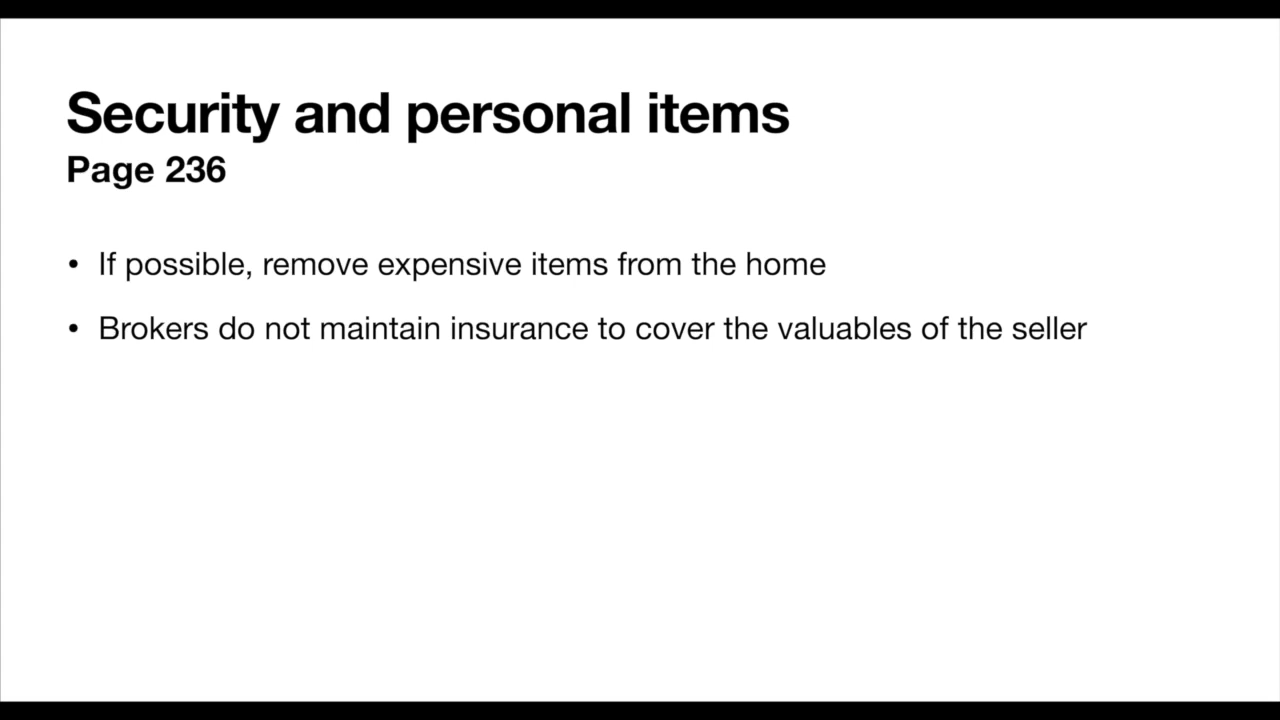 Security and personal items
Page 236
• If possible, remove expensive items from the home
• Brokers do not maintain insurance to cover the valuables of the seller